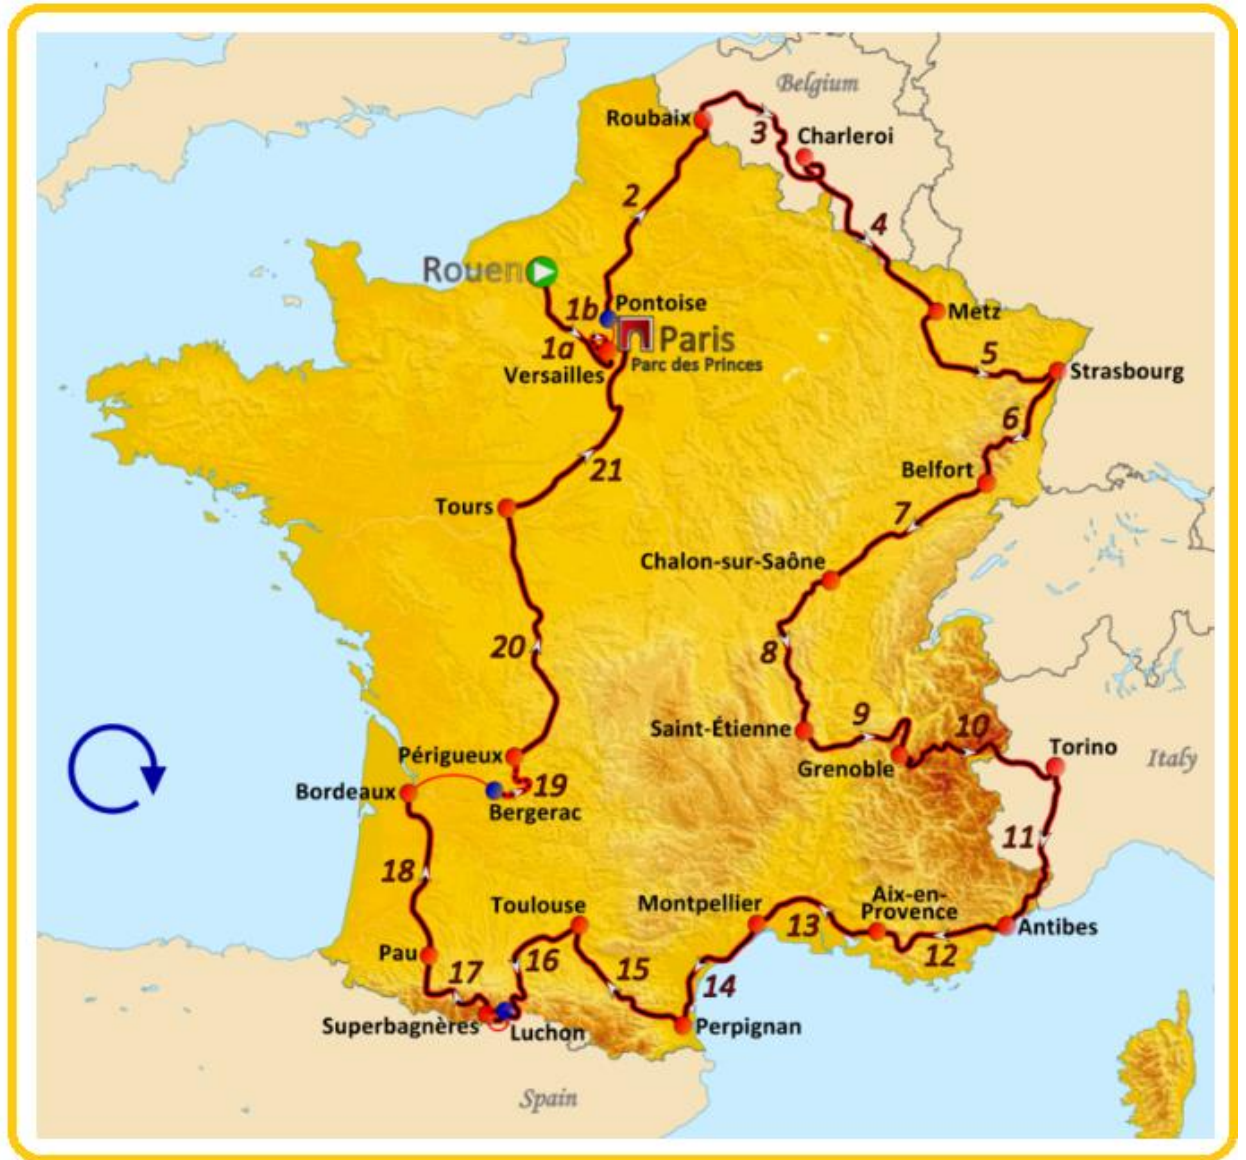 Belgium
Roubaix
3
Charleroi
2
4
Rouen
1b
Pontoise
Metz
Paris
1a
Parc des Princes
Versailles
5
Strasbourg
6
Belfort
21
Tours
7
Chalon-sur-Saône
20
8
Saint-Étienne
9
10
Torino
Italy
Grenoble
Périgueux
19
Bordeaux
Bergerac
11
18
Toulouse
Montpellier
Aix-en-
Provence
13
Antibes
12
Pau
17
16
15
14
Superbagnères
Luchon
Perpignan
Spain